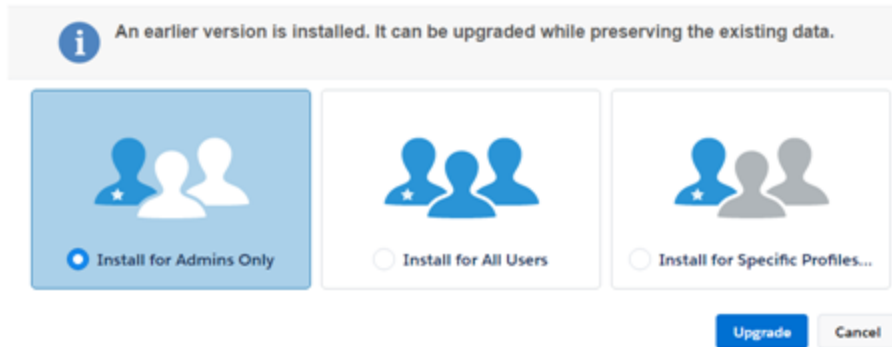 An earlier version is installed. It can be upgraded while preserving the existing data.
Install for Admins Only
Install for All Users
Install for Specific Profiles...
Upgrade
Cancel